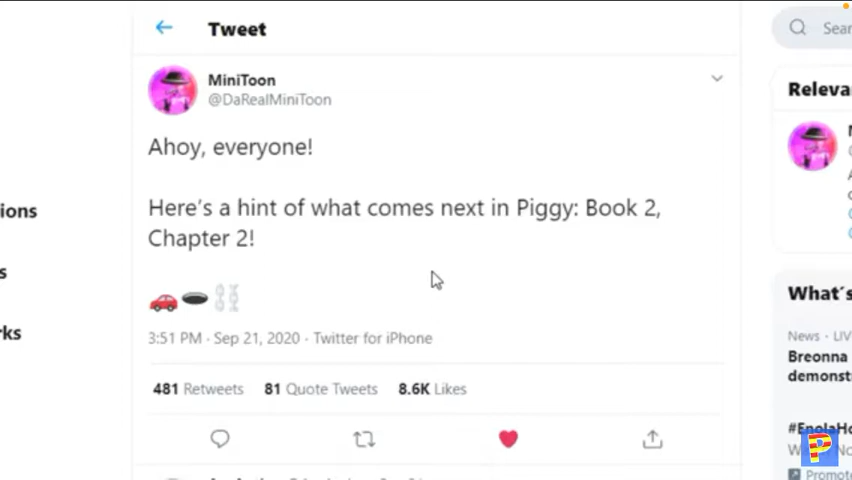 Tweet
MiniToon
@DaRealMiniToon
Ahoy, everyone!
Here's a hint of what comes next in Piggy: Book 2,
Chapter 2!
3:51 PM · Sep 21, 2020 · Twitter for iPhone
481 Retweets 81 Quote Tweets 8.6K Likes
ions
s
rks
Sear
Releva
What's
News · LIV
Breonna
demonst
#EnolaHo
P
Promote